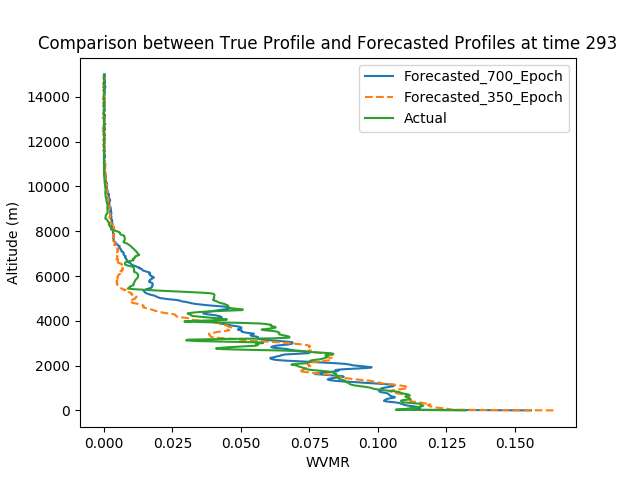 Comparison between True Profile and Forecasted Profiles at time 293
Forecasted_700_Epoch
Forecasted_350_Epoch
Actual
Altitude (m)
14000
12000
10000
8000
6000
4000
2000
0
0.000 0.025 0.050 0.075 0.100 0.125 0.150
WVMR